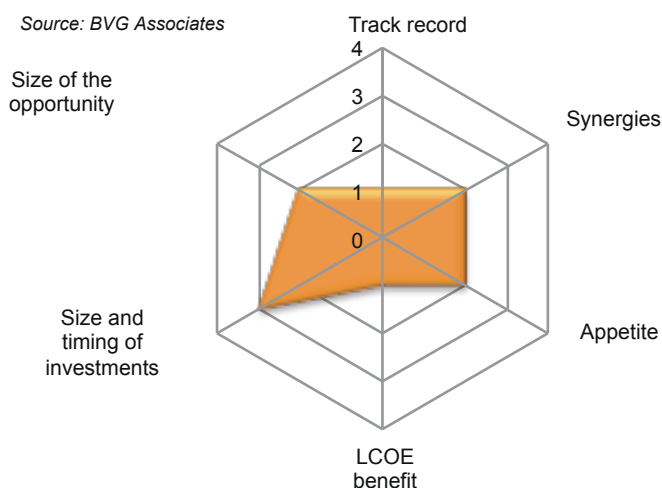 Source: BVG Associates
Track record
4
Size of the
opportunity
3
Synergies
2
1
0
Size and
timing of
investments
Appetite
LCOE
benefit